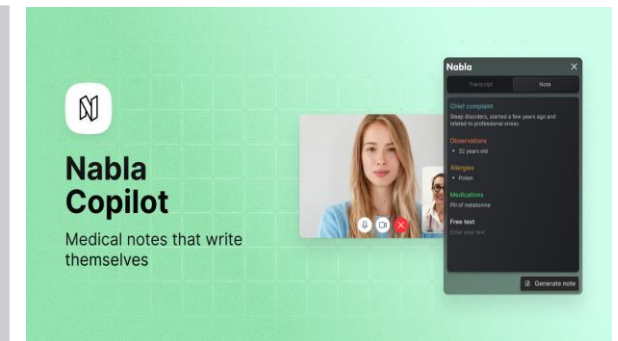 Nabla
Copilot
Medical notes that write
themselves
Nabla
Transcript Note
Chief complaint
Sleep disorders, started a few years ago and
related to professional stress
Observations
• 32 years old
Allergies
• Pollen
Medications
Pill of melatonine
Free text
Enter your text
Generate note